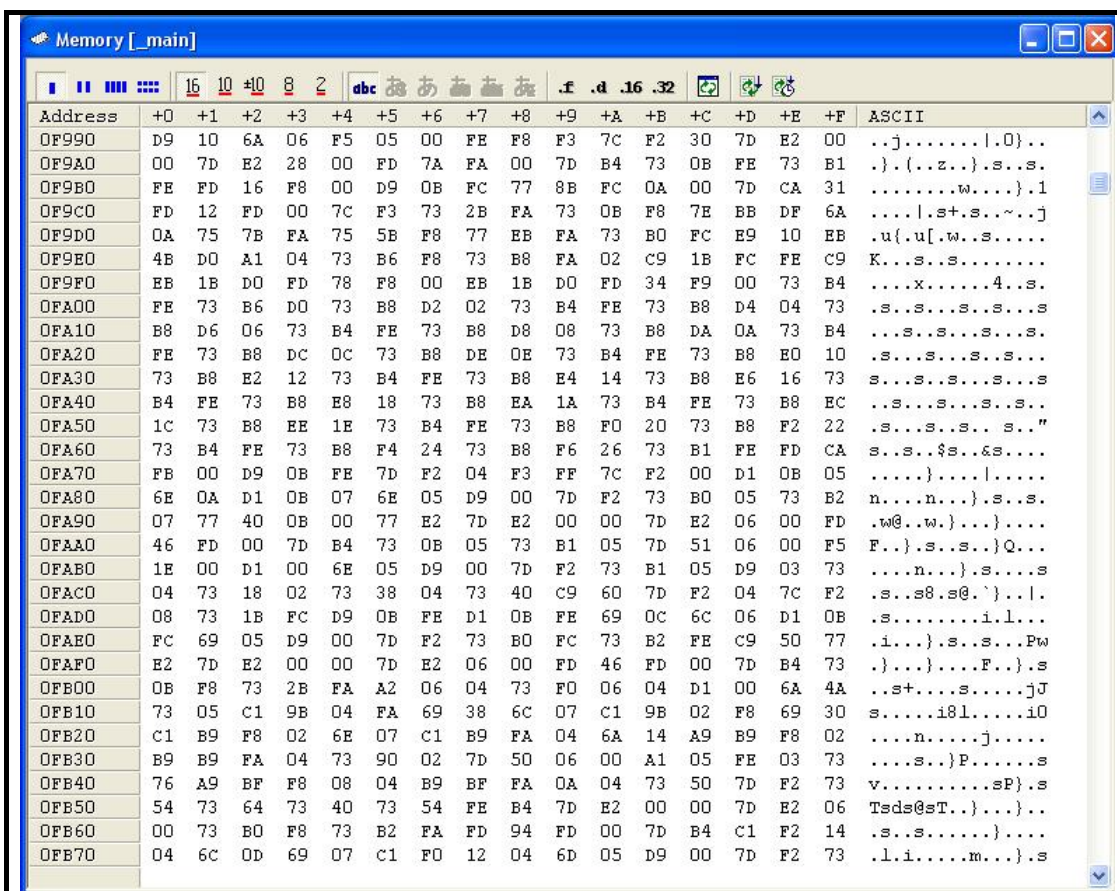 Memory [_main]
16 10 ±10 8 2 abc あ .f .d .16 .32
Address +0 +1 +2 +3 +4 +5 +6 +7 +8 +9 +A +B +C +D +E +F ASCII
0F990 D9 10 6A 06 F5 05 00 FE F8 F3 7C F2 30 7D E2 00 ..j.......|.0}..
0F9A0 00 7D E2 28 00 FD 7A FA 00 7D B4 73 0B FE 73 B1 .}.(..z..}.s..s.
0F9B0 FE FD 16 F8 00 D9 0B FC 77 8B FC 0A 00 7D CA 31 ........w....}.1
0F9C0 FD 12 FD 00 7C F3 73 2B FA 73 0B F8 7E BB DF 6A ....|.s+.s..~..j
0F9D0 0A 75 7B FA 75 5B F8 77 EB FA 73 B0 FC E9 10 EB .u{.u[.w..s.....
0F9E0 4B D0 A1 04 73 B6 F8 73 B8 FA 02 C9 1B FC FE C9 K...s..s........
0F9F0 EB 1B D0 FD 78 F8 00 EB 1B D0 FD 34 F9 00 73 B4 ....x......4..s.
0FA00 FE 73 B6 D0 73 B8 D2 02 73 B4 FE 73 B8 D4 04 73 .s..s...s..s...s
0FA10 B8 D6 06 73 B4 FE 73 B8 D8 08 73 B8 DA 0A 73 B4 ...s..s...s...s.
0FA20 FE 73 B8 DC 0C 73 B8 DE 0E 73 B4 FE 73 B8 E0 10 .s...s...s..s...
0FA30 73 B8 E2 12 73 B4 FE 73 B8 E4 14 73 B8 E6 16 73 s...s..s...s...s
0FA40 B4 FE 73 B8 E8 18 73 B8 EA 1A 73 B4 FE 73 B8 EC ..s...s...s..s..
0FA50 1C 73 B8 EE 1E 73 B4 FE 73 B8 F0 20 73 B8 F2 22 .s...s..s.. s.."
0FA60 73 B4 FE 73 B8 F4 24 73 B8 F6 26 73 B1 FE FD CA s..s..$s..&s....
0FA70 FB 00 D9 0B FE 7D F2 04 F3 FF 7C F2 00 D1 0B 05 .....}....|.....
0FA80 6E 0A D1 0B 07 6E 05 D9 00 7D F2 73 B0 05 73 B2 n....n...}.s..s.
0FA90 07 77 40 0B 00 77 E2 7D E2 00 00 7D E2 06 00 FD .w@..w.}...}....
0FAA0 46 FD 00 7D B4 73 0B 05 73 B1 05 7D 51 06 00 F5 F..}.s..s..}Q...
0FAB0 1E 00 D1 00 6E 05 D9 00 7D F2 73 B1 05 D9 03 73 ....n...}.s....s
0FAC0 04 73 18 02 73 38 04 73 40 C9 60 7D F2 04 7C F2 .s..s8.s@.`}..|.
0FAD0 08 73 1B FC D9 0B FE D1 0B FE 69 0C 6C 06 D1 0B .s........i.l...
0FAE0 FC 69 05 D9 00 7D F2 73 B0 FC 73 B2 FE C9 50 77 .i...}.s..s...Pw
0FAF0 E2 7D E2 00 00 7D E2 06 00 FD 46 FD 00 7D B4 73 .}...}....F..}.s
0FB00 0B F8 73 2B FA A2 06 04 73 F0 06 04 D1 00 6A 4A ..s+....s.....jJ
0FB10 73 05 C1 9B 04 FA 69 38 6C 07 C1 9B 02 F8 69 30 s.....i8l.....i0
0FB20 C1 B9 F8 02 6E 07 C1 B9 FA 04 6A 14 A9 B9 F8 02 ....n.....j.....
0FB30 B9 B9 FA 04 73 90 02 7D 50 06 00 A1 05 FE 03 73 ....s..}P......s
0FB40 76 A9 BF F8 08 04 B9 BF FA 0A 04 73 50 7D F2 73 v..........sP}.s
0FB50 54 73 64 73 40 73 54 FE B4 7D E2 00 00 7D E2 06 Tsds@sT..}...}..
0FB60 00 73 B0 F8 73 B2 FA FD 94 FD 00 7D B4 C1 F2 14 .s..s......}....
0FB70 04 6C 0D 69 07 C1 F0 12 04 6D 05 D9 00 7D F2 73 .l.i.....m...}.s